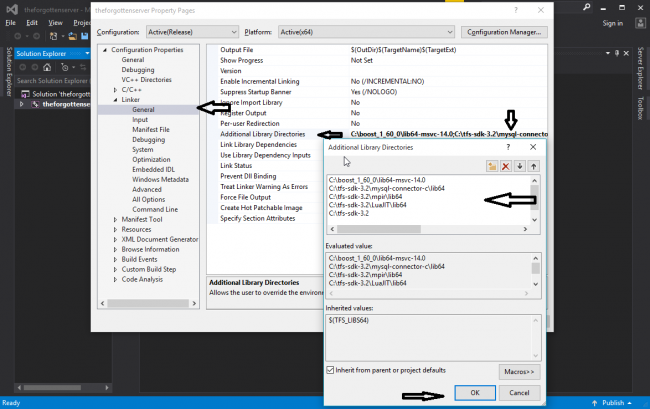 theforgottenserver
theforgottenserver Property Pages
? ×
File Edit View Project
Sign in
Configuration: Active(Release)
Platform: Active(x64)
Configuration Manager...
Solution Explorer
Solution Explorer
Search Solution Explorer
Solution 'theforgotten
theforgottenserv
Server Explorer
Toolbox
Configuration Properties
General
Debugging
VC++ Directories
C/C++
Linker
General
Input
Manifest File
Debugging
System
Optimization
Embedded IDL
Windows Metadata
Advanced
All Options
Command Line
Manifest Tool
Resources
XML Document Generator
Browse Information
Build Events
Custom Build Step
Code Analysis
Output File $(OutDir)$(TargetName)$(TargetExt)
Show Progress Not Set
Version
Enable Incremental Linking No (/INCREMENTAL:NO)
Suppress Startup Banner Yes (/NOLOGO)
Ignore Import Library No
Register Output No
Per-user Redirection No
Additional Library Directories C:\boost_1_60_0\lib64-msvc-14.0;C:\tfs-sdk-3.2\mysql-connector
Link Library Dependencies
Use Library Dependency Inputs
Link Status
Prevent Dll Binding
Treat Linker Warning As Errors
Force File Output
Create Hot Patchable Image
Specify Section Attributes
Additional Library Directories
Allows the user to override the environ
Additional Library Directories
? ×
C:\boost_1_60_0\lib64-msvc-14.0
C:\tfs-sdk-3.2\mysql-connector-c\lib64
C:\tfs-sdk-3.2\mpir\lib64
C:\tfs-sdk-3.2\LuaJIT\lib64
C:\tfs-sdk-3.2
Evaluated value:
C:\boost_1_60_0\lib64-msvc-14.0
C:\tfs-sdk-3.2\mysql-connector-c\lib64
C:\tfs-sdk-3.2\mpir\lib64
C:\tfs-sdk-3.2\LuaJIT\lib64
Inherited values:
$(TFS_LIBS64)
Inherit from parent or project defaults
Macros>>
OK
Cancel
Ready
Publish